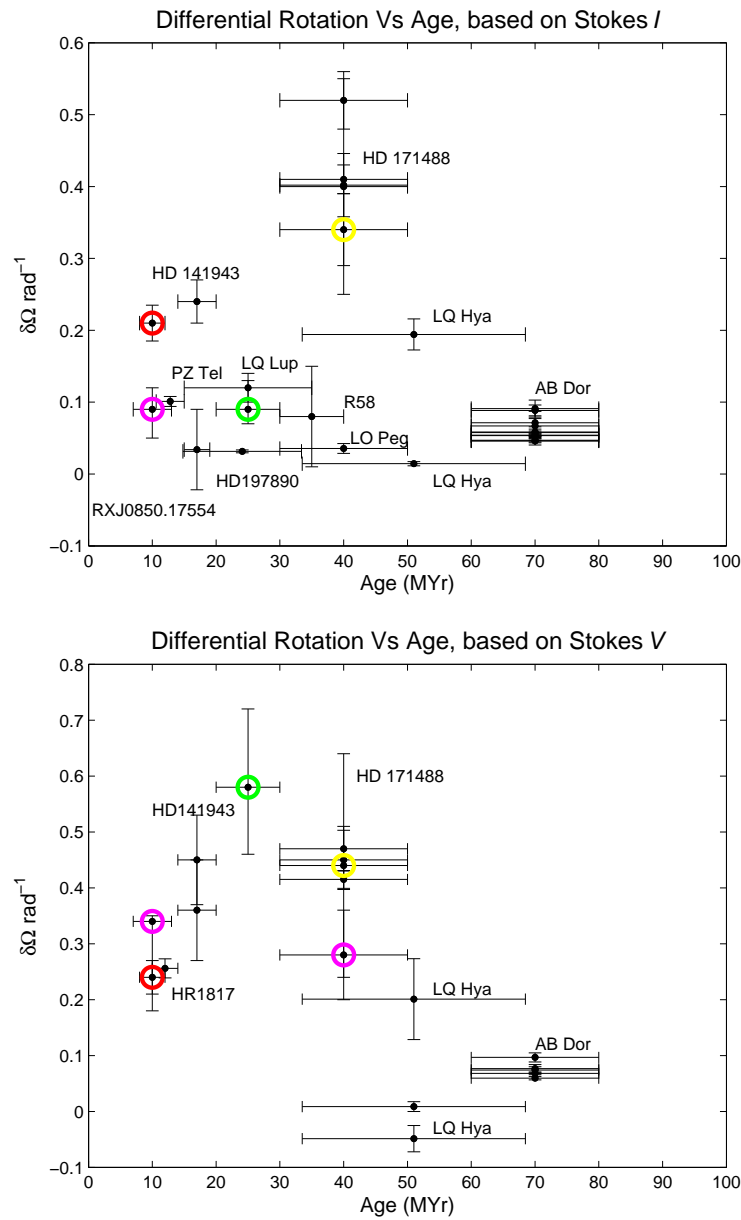 Differential Rotation Vs Age, based on Stokes I
0.6
0.5
HD 171488
0.4
δΩ rad⁻¹
0.3
HD 141943
LQ Hya
0.2
PZ Tel
LQ Lup
AB Dor
R58
0.1
LO Peg
0
HD197890
LQ Hya
RXJ0850.17554
−0.1
0 10 20 30 40 50 60 70 80 90 100
Age (MYr)
Differential Rotation Vs Age, based on Stokes V
0.8
0.7
0.6
HD 171488
HD141943
0.5
0.4
δΩ rad⁻¹
0.3
HR1817
LQ Hya
0.2
AB Dor
0.1
0
LQ Hya
−0.1
0 10 20 30 40 50 60 70 80 90 100
Age (MYr)